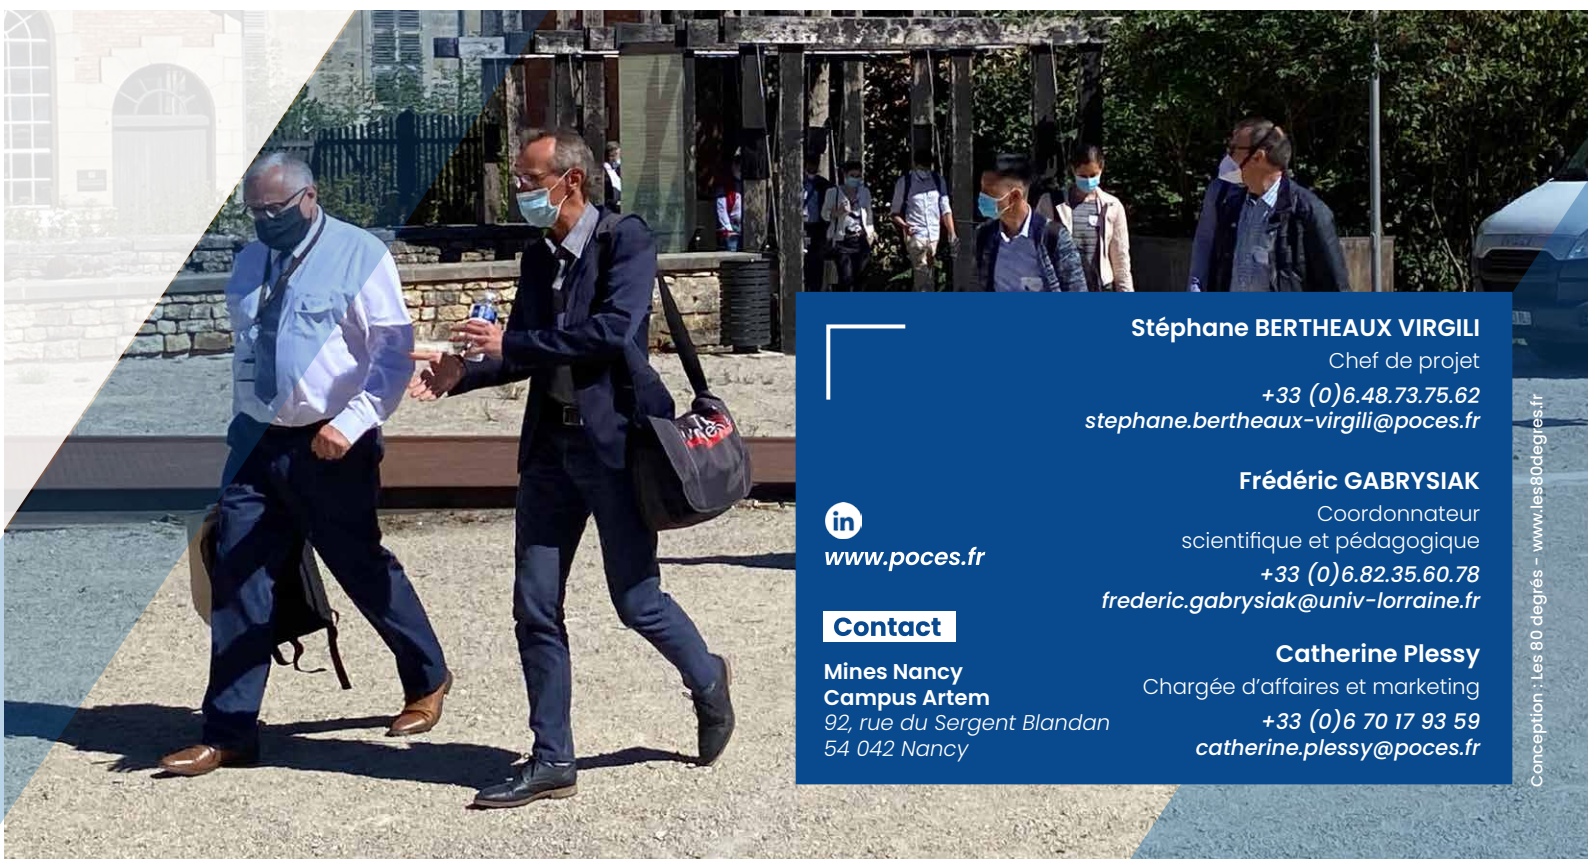 Stéphane BERTHEAUX VIRGILI
Chef de projet
+33 (0)6.48.73.75.62
stephane.bertheaux-virgili@poces.fr
Frédéric GABRYSIAK
Coordonnateur
scientifique et pédagogique
+33 (0)6.82.35.60.78
frederic.gabrysiak@univ-lorraine.fr
Catherine Plessy
Chargée d’affaires et marketing
+33 (0)6 70 17 93 59
catherine.plessy@poces.fr
in
www.poces.fr
Contact
Mines Nancy
Campus Artem
92, rue du Sergent Blandan
54 042 Nancy
Conception : Les 80 degrés - www.les80degres.fr